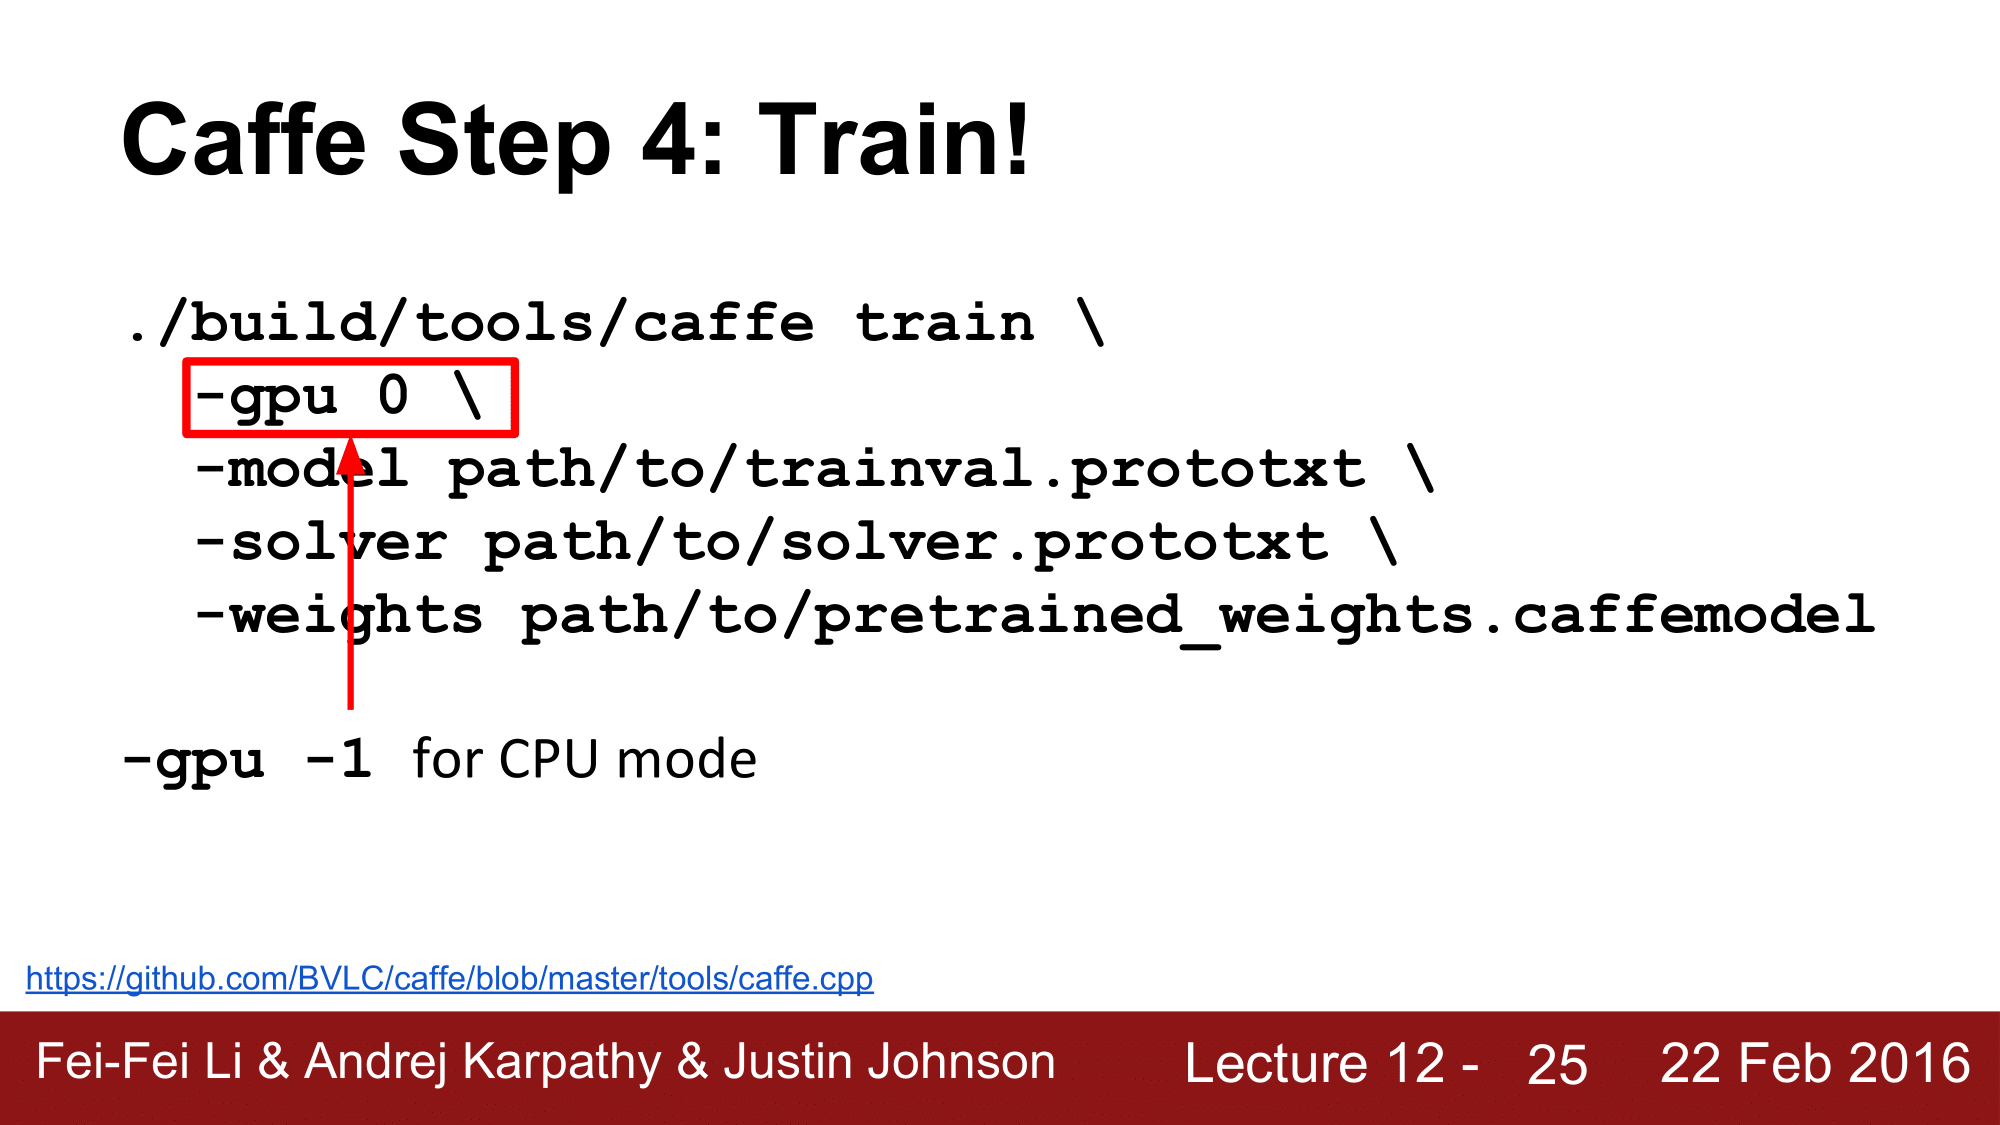 Caffe Step 4: Train!
./build/tools/caffe train \
-gpu 0 \
-model path/to/trainval.prototxt \
-solver path/to/solver.prototxt \
-weights path/to/pretrained_weights.caffemodel
-gpu -1 for CPU mode
https://github.com/BVLC/caffe/blob/master/tools/caffe.cpp
Fei-Fei Li & Andrej Karpathy & Justin Johnson Lecture 12 - 25 22 Feb 2016